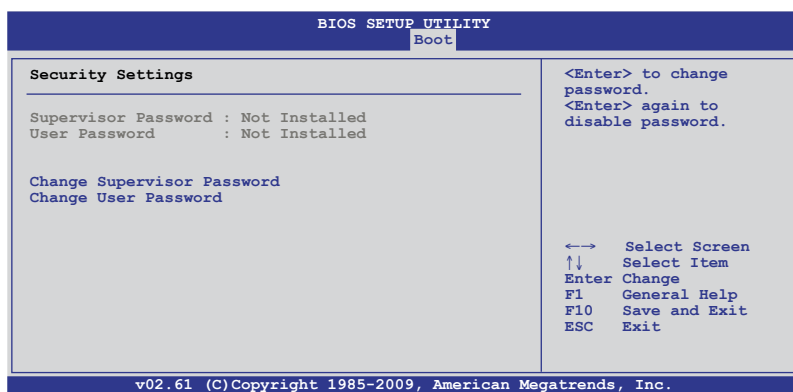 BIOS SETUP UTILITY
Boot
Security Settings
Supervisor Password : Not Installed
User Password : Not Installed
Change Supervisor Password
Change User Password
<Enter> to change
password.
<Enter> again to
disable password.
←→ Select Screen
↑↓ Select Item
Enter Change
F1 General Help
F10 Save and Exit
ESC Exit
v02.61 (C)Copyright 1985-2009, American Megatrends, Inc.